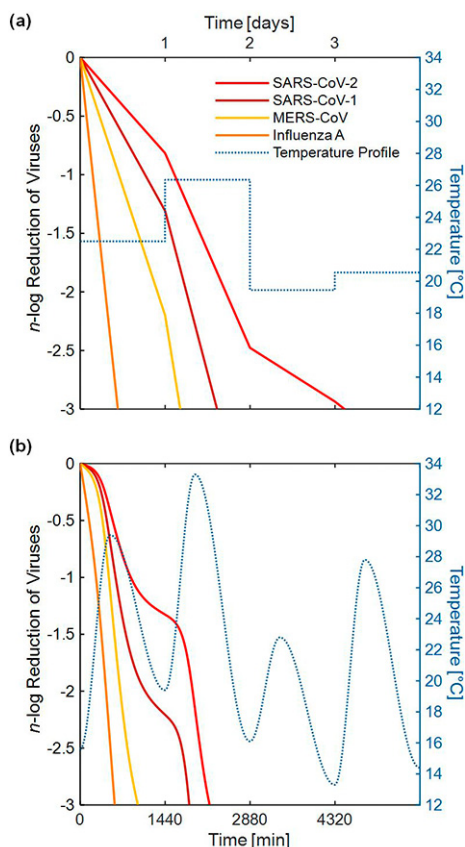 (a)
Time [days]
1 2 3
0
-0.5
-1
-1.5
-2
-2.5
-3
n-log Reduction of Viruses
SARS-CoV-2
SARS-CoV-1
MERS-CoV
Influenza A
Temperature Profile
34
32
30
28
26
24
22
20
18
16
14
12
Temperature [°C]
(b)
0
-0.5
-1
-1.5
-2
-2.5
-3
n-log Reduction of Viruses
34
32
30
28
26
24
22
20
18
16
14
12
Temperature [°C]
0 1440 2880 4320
Time [min]